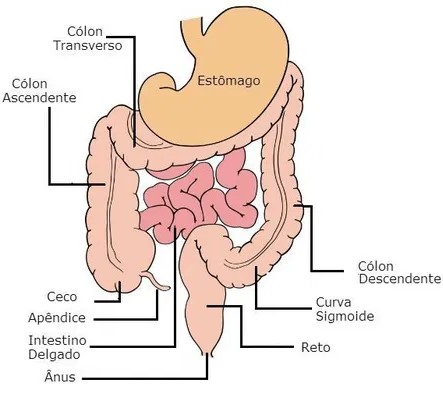 Cólon
Transverso
Estômago
Cólon
Ascendente
Cólon
Descendente
Ceco
Curva
Sigmoide
Apêndice
Intestino
Delgado
Reto
Ânus